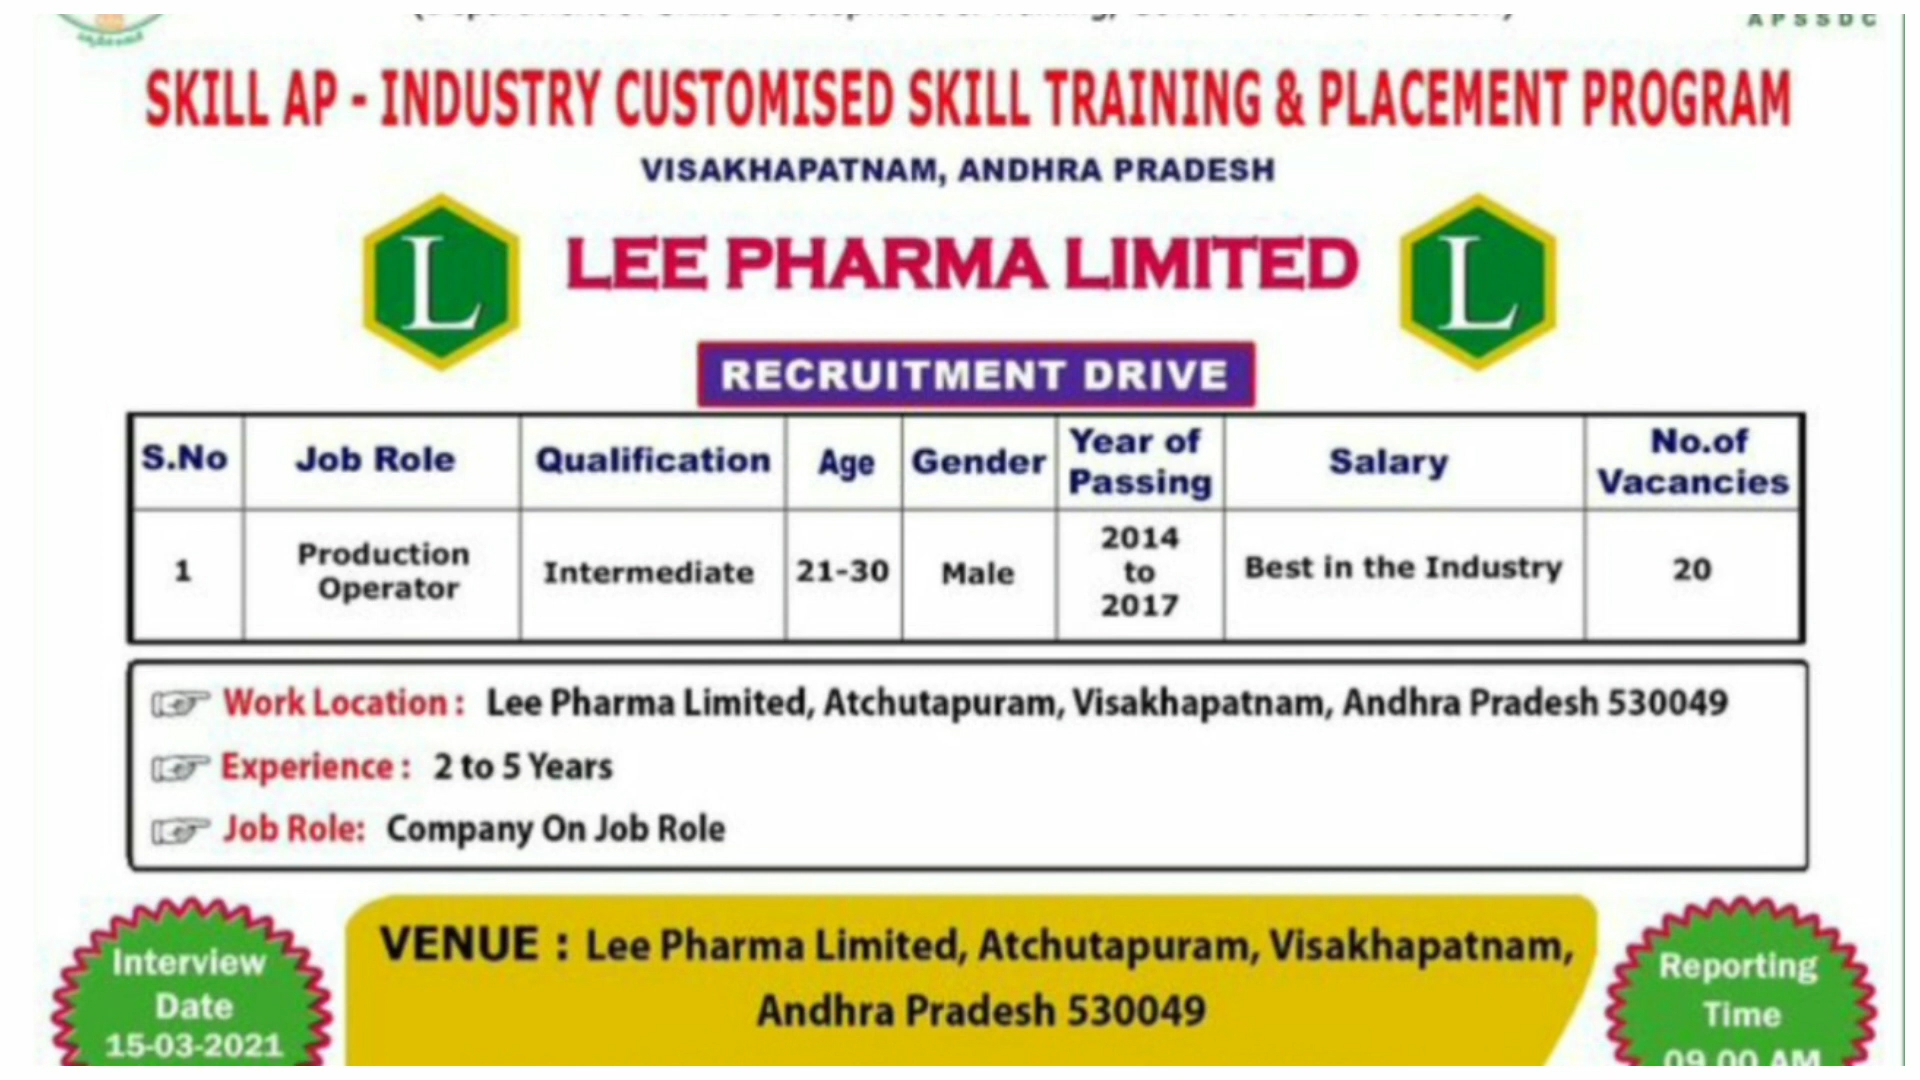 APSSDC
SKILL AP - INDUSTRY CUSTOMISED SKILL TRAINING & PLACEMENT PROGRAM
VISAKHAPATNAM, ANDHRA PRADESH
L LEE PHARMA LIMITED L
RECRUITMENT DRIVE
S.No Job Role Qualification Age Gender Year of Passing Salary No.of Vacancies
1 Production Operator Intermediate 21-30 Male 2014 to 2017 Best in the Industry 20
Work Location : Lee Pharma Limited, Atchutapuram, Visakhapatnam, Andhra Pradesh 530049
Experience : 2 to 5 Years
Job Role: Company On Job Role
Interview
Date
15-03-2021
VENUE : Lee Pharma Limited, Atchutapuram, Visakhapatnam,
Andhra Pradesh 530049
Reporting
Time
09.00 AM